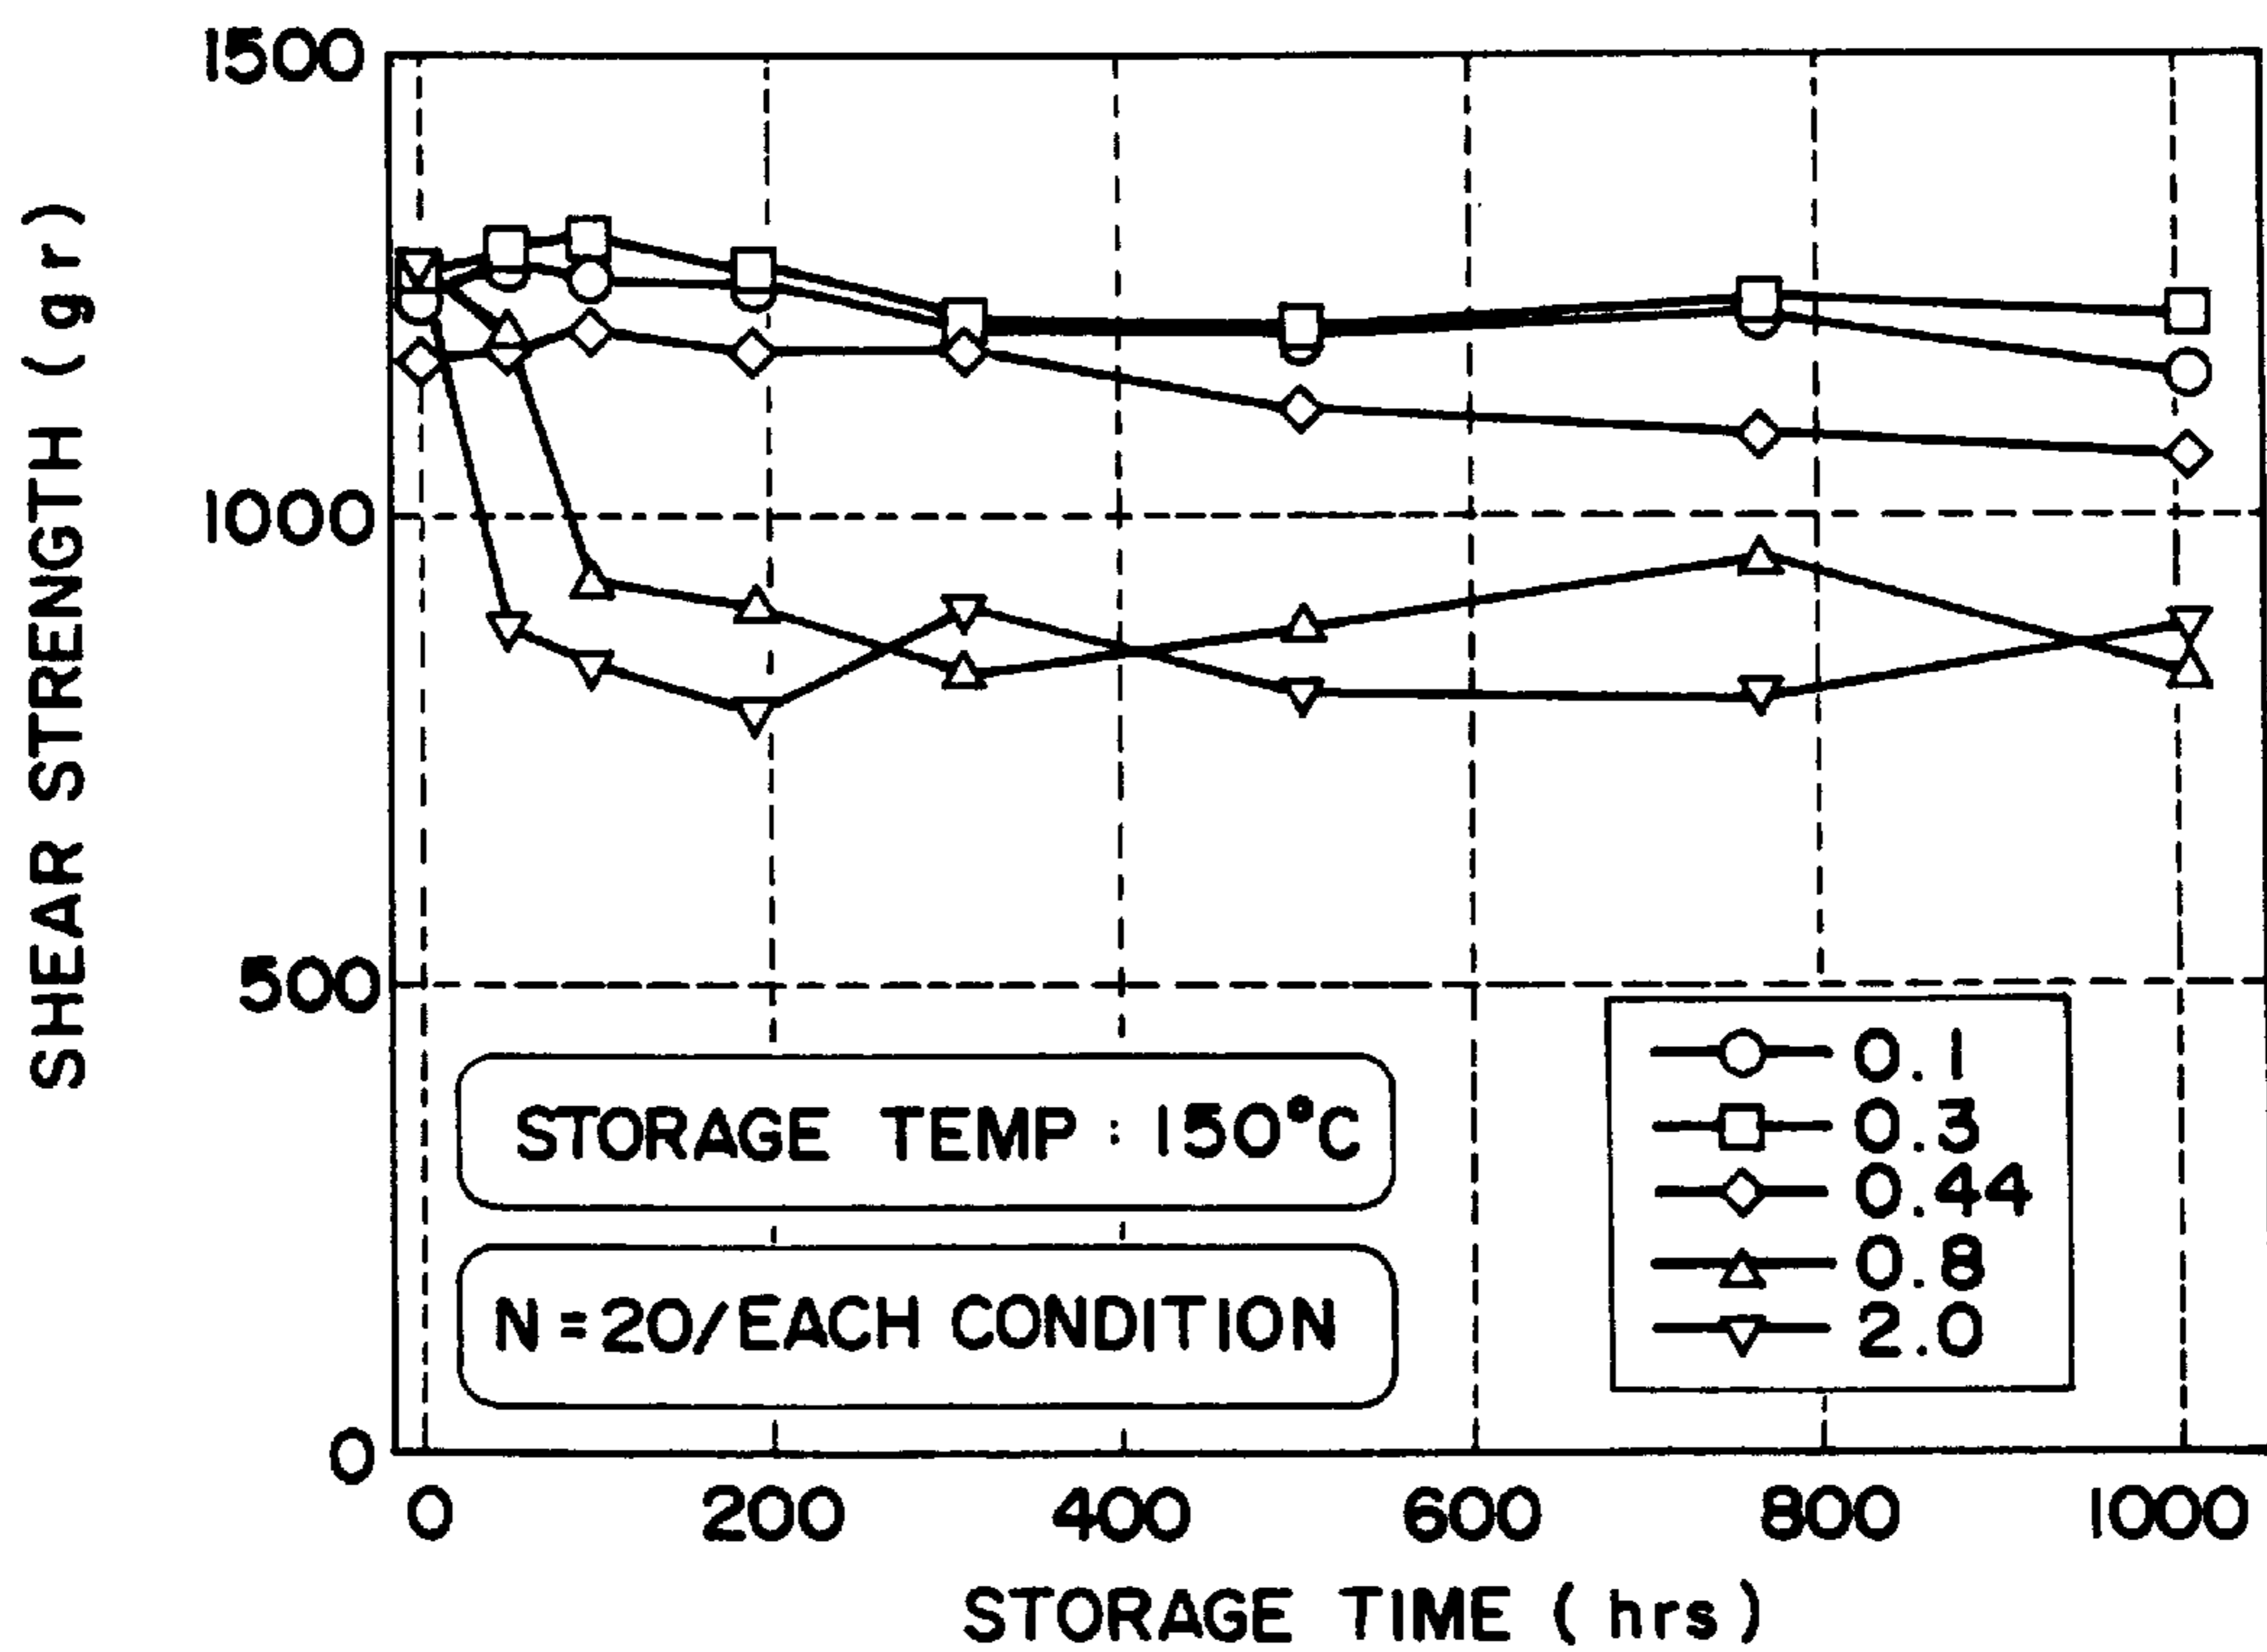 SHEAR STRENGTH (gr)
1500
1000
500
0
STORAGE TEMP : 150°C
N=20/EACH CONDITION
0.1
0.3
0.44
0.8
2.0
0 200 400 600 800 1000
STORAGE TIME (hrs)